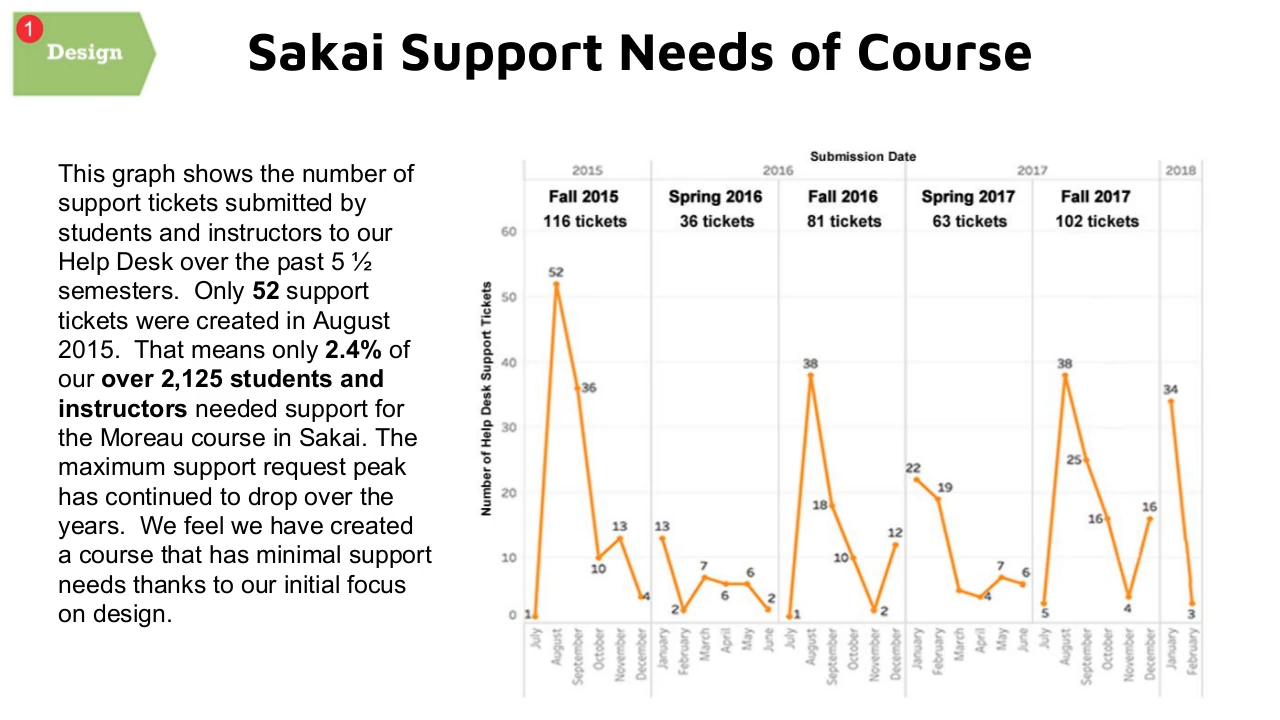 1
Design
Sakai Support Needs of Course
This graph shows the number of
support tickets submitted by
students and instructors to our
Help Desk over the past 5 ½
semesters.  Only 52 support
tickets were created in August
2015.  That means only 2.4% of
our over 2,125 students and
instructors needed support for
the Moreau course in Sakai. The
maximum support request peak
has continued to drop over the
years.  We feel we have created
a course that has minimal support
needs thanks to our initial focus
on design.
Submission Date
2015 2016 2017 2018
Fall 2015 Spring 2016 Fall 2016 Spring 2017 Fall 2017
116 tickets 36 tickets 81 tickets 63 tickets 102 tickets
Number of Help Desk Support Tickets
60
50
40
30
20
10
0
1 52 36 10 13 4
13 2 7 6 6 2
1 38 18 10 2 12
22 19 4 7 6
5 38 25 16 4 16
34 3
July August September October November December
January February March April May June
July August September October November December
January February March April May June
July August September October November December
January February